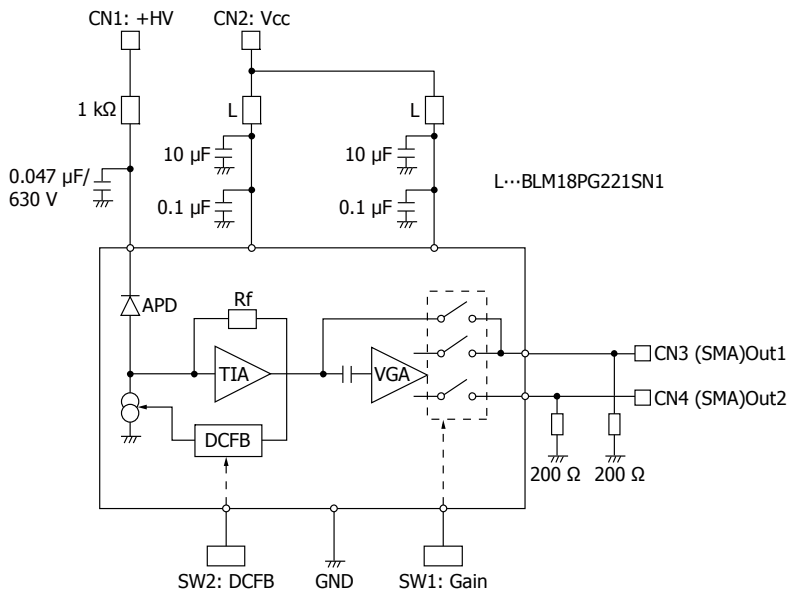 CN1: +HV
CN2: Vcc
1 kΩ
L
L
10 µF
10 µF
0.047 µF/
630 V
0.1 µF
0.1 µF
L···BLM18PG221SN1
APD
Rf
TIA
VGA
DCFB
CN3 (SMA)Out1
CN4 (SMA)Out2
200 Ω
200 Ω
SW2: DCFB
GND
SW1: Gain